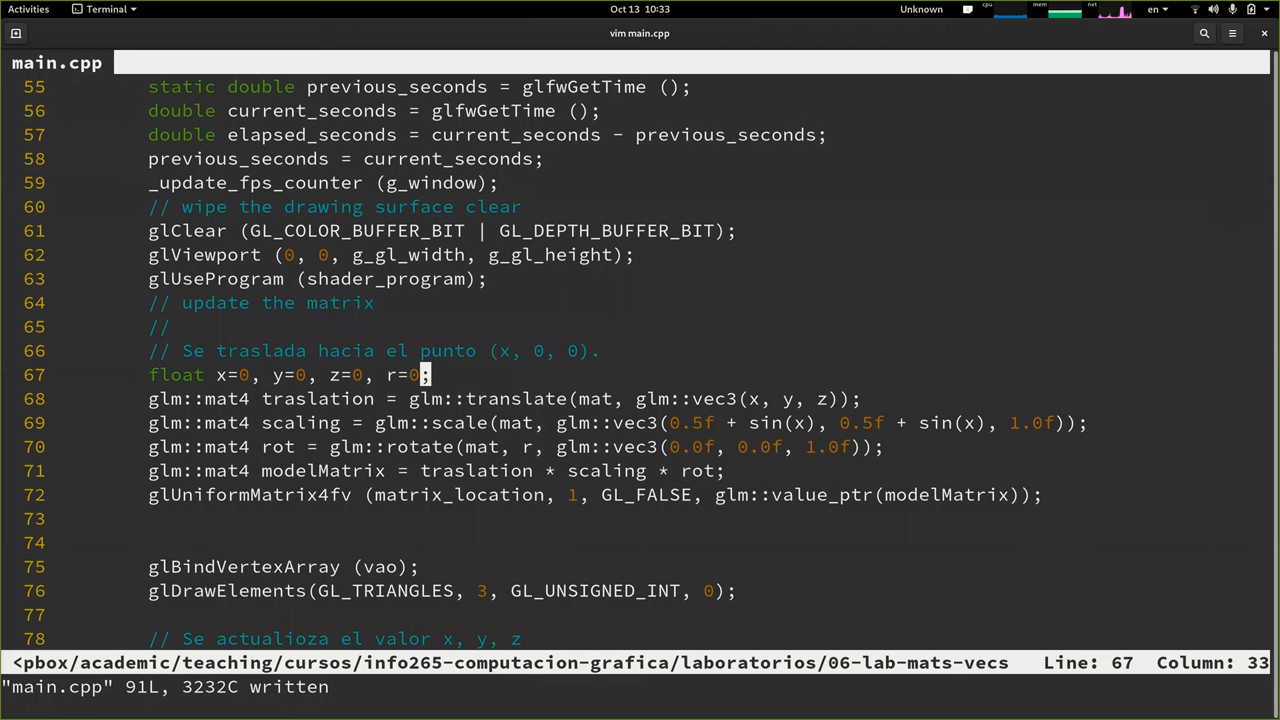 Activities Terminal Oct 13 10:33 Unknown cpu mem net en
vim main.cpp
main.cpp
55 static double previous_seconds = glfwGetTime ();
56 double current_seconds = glfwGetTime ();
57 double elapsed_seconds = current_seconds - previous_seconds;
58 previous_seconds = current_seconds;
59 _update_fps_counter (g_window);
60 // wipe the drawing surface clear
61 glClear (GL_COLOR_BUFFER_BIT | GL_DEPTH_BUFFER_BIT);
62 glViewport (0, 0, g_gl_width, g_gl_height);
63 glUseProgram (shader_program);
64 // update the matrix
65 //
66 // Se traslada hacia el punto (x, 0, 0).
67 float x=0, y=0, z=0, r=0;
68 glm::mat4 traslation = glm::translate(mat, glm::vec3(x, y, z));
69 glm::mat4 scaling = glm::scale(mat, glm::vec3(0.5f + sin(x), 0.5f + sin(x), 1.0f));
70 glm::mat4 rot = glm::rotate(mat, r, glm::vec3(0.0f, 0.0f, 1.0f));
71 glm::mat4 modelMatrix = traslation * scaling * rot;
72 glUniformMatrix4fv (matrix_location, 1, GL_FALSE, glm::value_ptr(modelMatrix));
73
74
75 glBindVertexArray (vao);
76 glDrawElements(GL_TRIANGLES, 3, GL_UNSIGNED_INT, 0);
77
78 // Se actualioza el valor x, y, z
<pbox/academic/teaching/cursos/info265-computacion-grafica/laboratorios/06-lab-mats-vecs Line: 67 Column: 33
"main.cpp" 91L, 3232C written